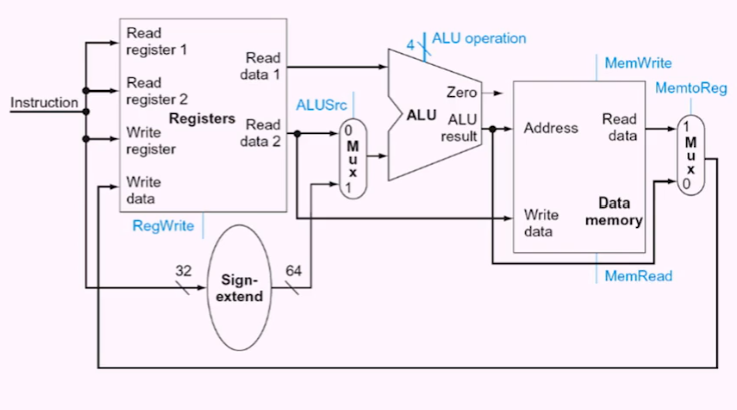 Instruction
Read
register 1
Read
register 2
Write
register
Write
data
Registers
Read
data 1
Read
data 2
RegWrite
32
Sign-
extend
64
ALUSrc
0
M
u
x
1
4
ALU operation
Zero
ALU
ALU
result
MemWrite
Address
Read
data
Write
data
Data
memory
MemRead
MemtoReg
1
M
u
x
0